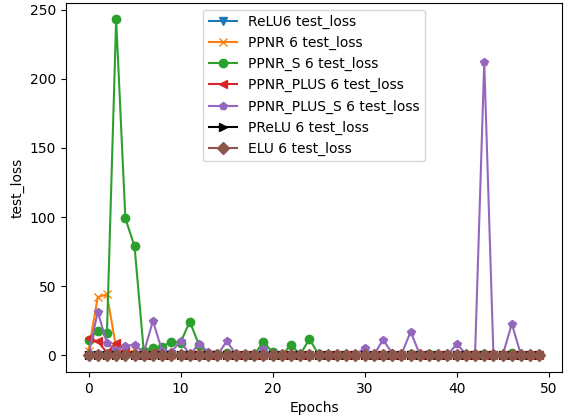 250
200
150
100
50
0
test_loss
ReLU6 test_loss
PPNR 6 test_loss
PPNR_S 6 test_loss
PPNR_PLUS 6 test_loss
PPNR_PLUS_S 6 test_loss
PReLU 6 test_loss
ELU 6 test_loss
0 10 20 30 40 50
Epochs